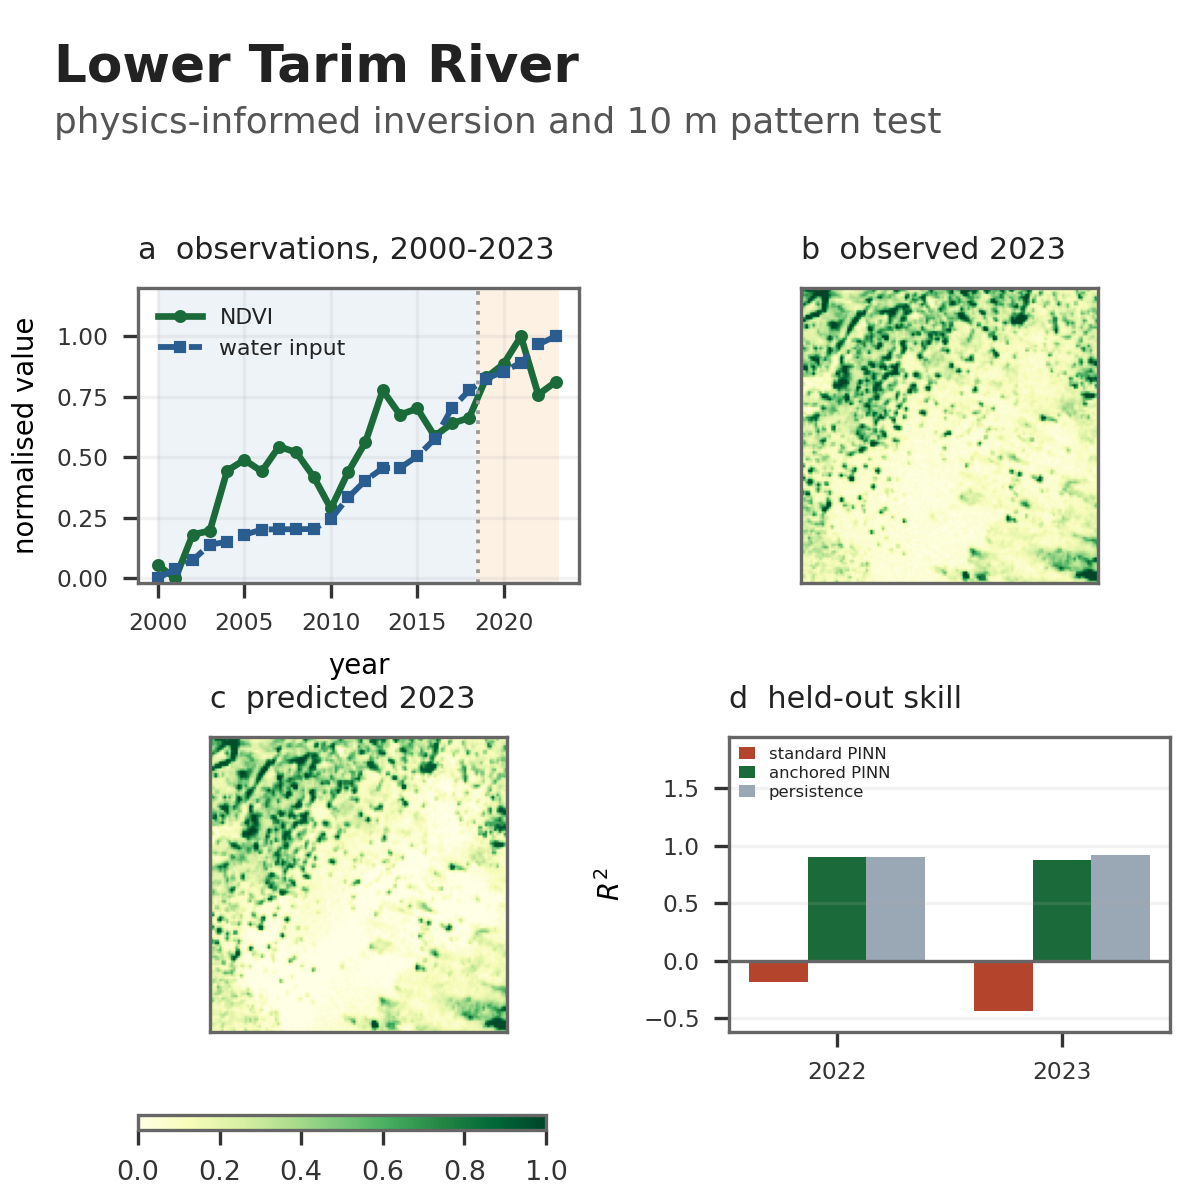 Lower Tarim River
physics-informed inversion and 10 m pattern test
a observations, 2000-2023
NDVI
water input
normalised value
1.00
0.75
0.50
0.25
0.00
2000 2005 2010 2015 2020
year
b observed 2023
c predicted 2023
0.0 0.2 0.4 0.6 0.8 1.0
d held-out skill
standard PINN
anchored PINN
persistence
R²
1.5
1.0
0.5
0.0
−0.5
2022 2023